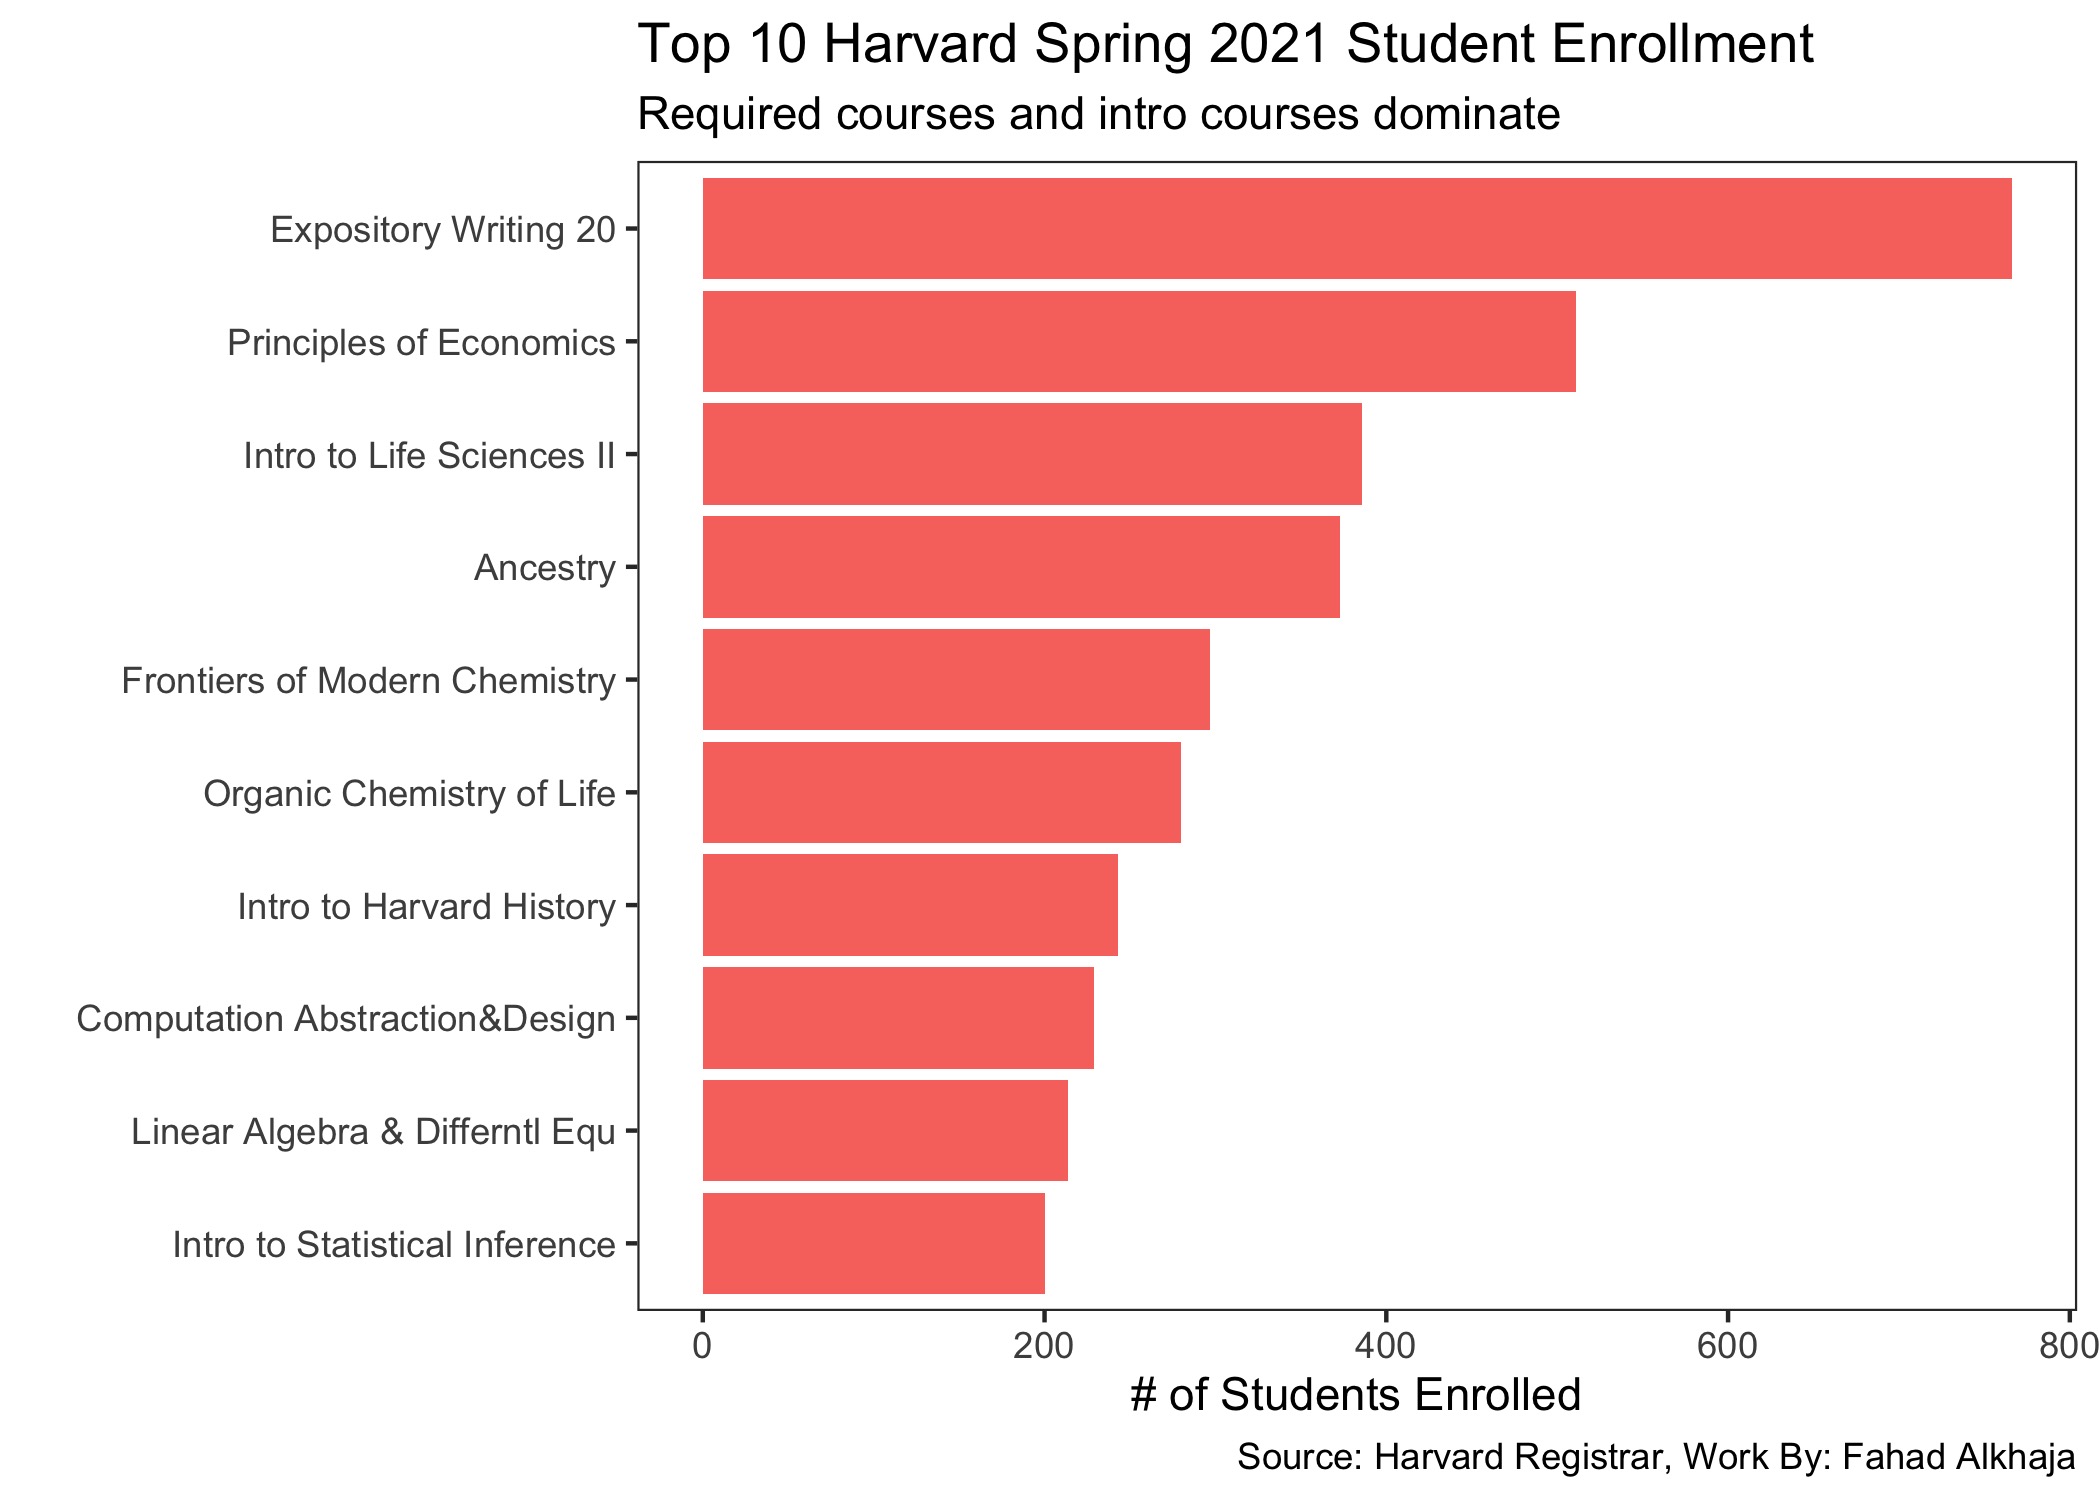 Top 10 Harvard Spring 2021 Student Enrollment
Required courses and intro courses dominate
Expository Writing 20
Principles of Economics
Intro to Life Sciences II
Ancestry
Frontiers of Modern Chemistry
Organic Chemistry of Life
Intro to Harvard History
Computation Abstraction&Design
Linear Algebra & Differntl Equ
Intro to Statistical Inference
0 200 400 600 800
# of Students Enrolled
Source: Harvard Registrar, Work By: Fahad Alkhaja